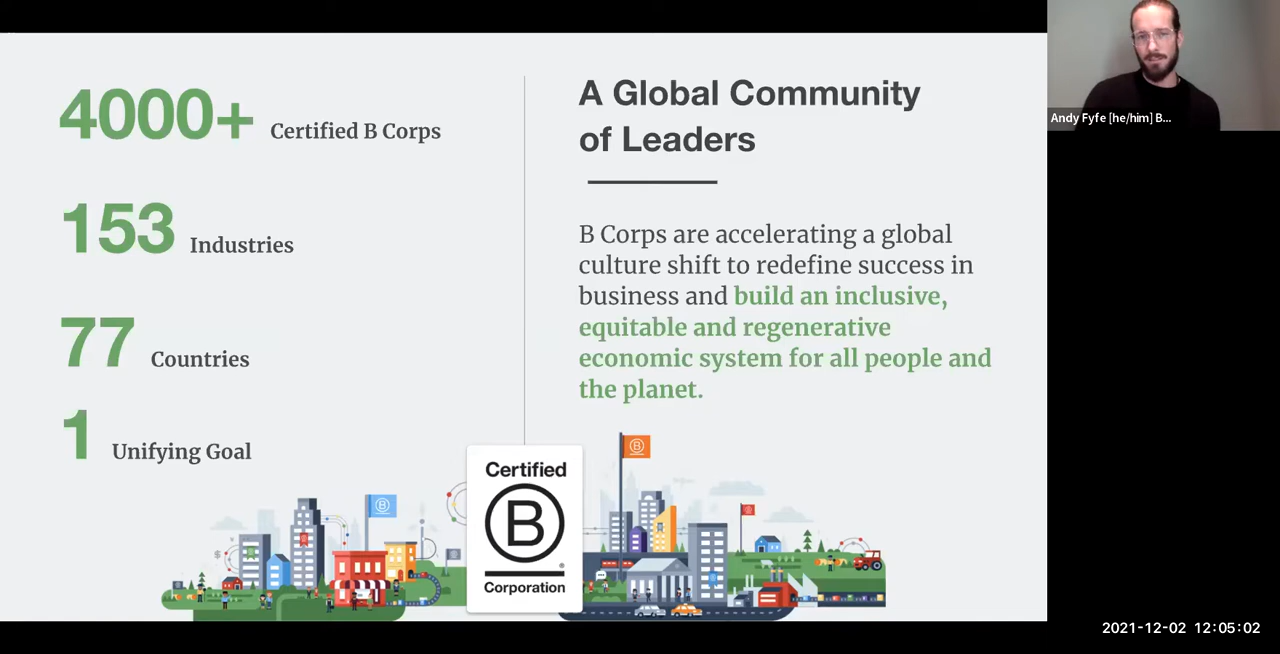 4000+ Certified B Corps
153 Industries
77 Countries
1 Unifying Goal
A Global Community
of Leaders
B Corps are accelerating a global
culture shift to redefine success in
business and build an inclusive,
equitable and regenerative
economic system for all people and
the planet.
Certified
B
®
Corporation
B
B
$
Andy Fyfe [he/him] B...
2021-12-02 12:05:02